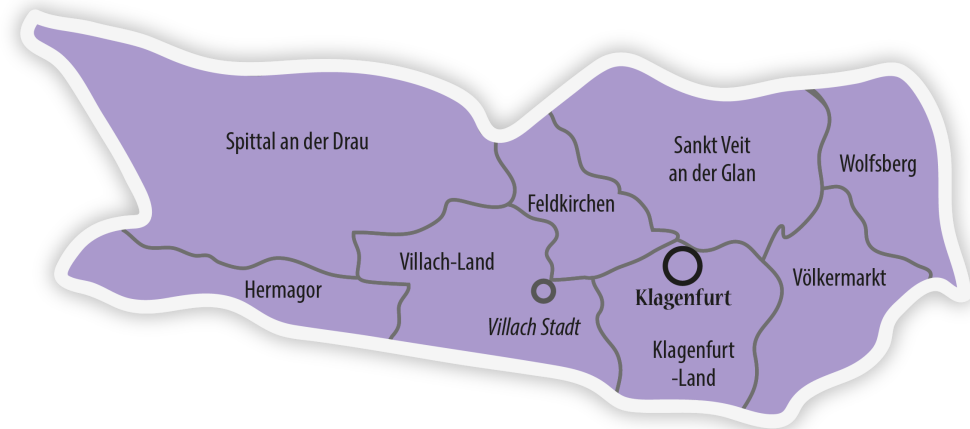 Spittal an der Drau
Sankt Veit
an der Glan
Wolfsberg
Feldkirchen
Villach-Land
Hermagor
Völkermarkt
Klagenfurt
Villach Stadt
Klagenfurt
-Land